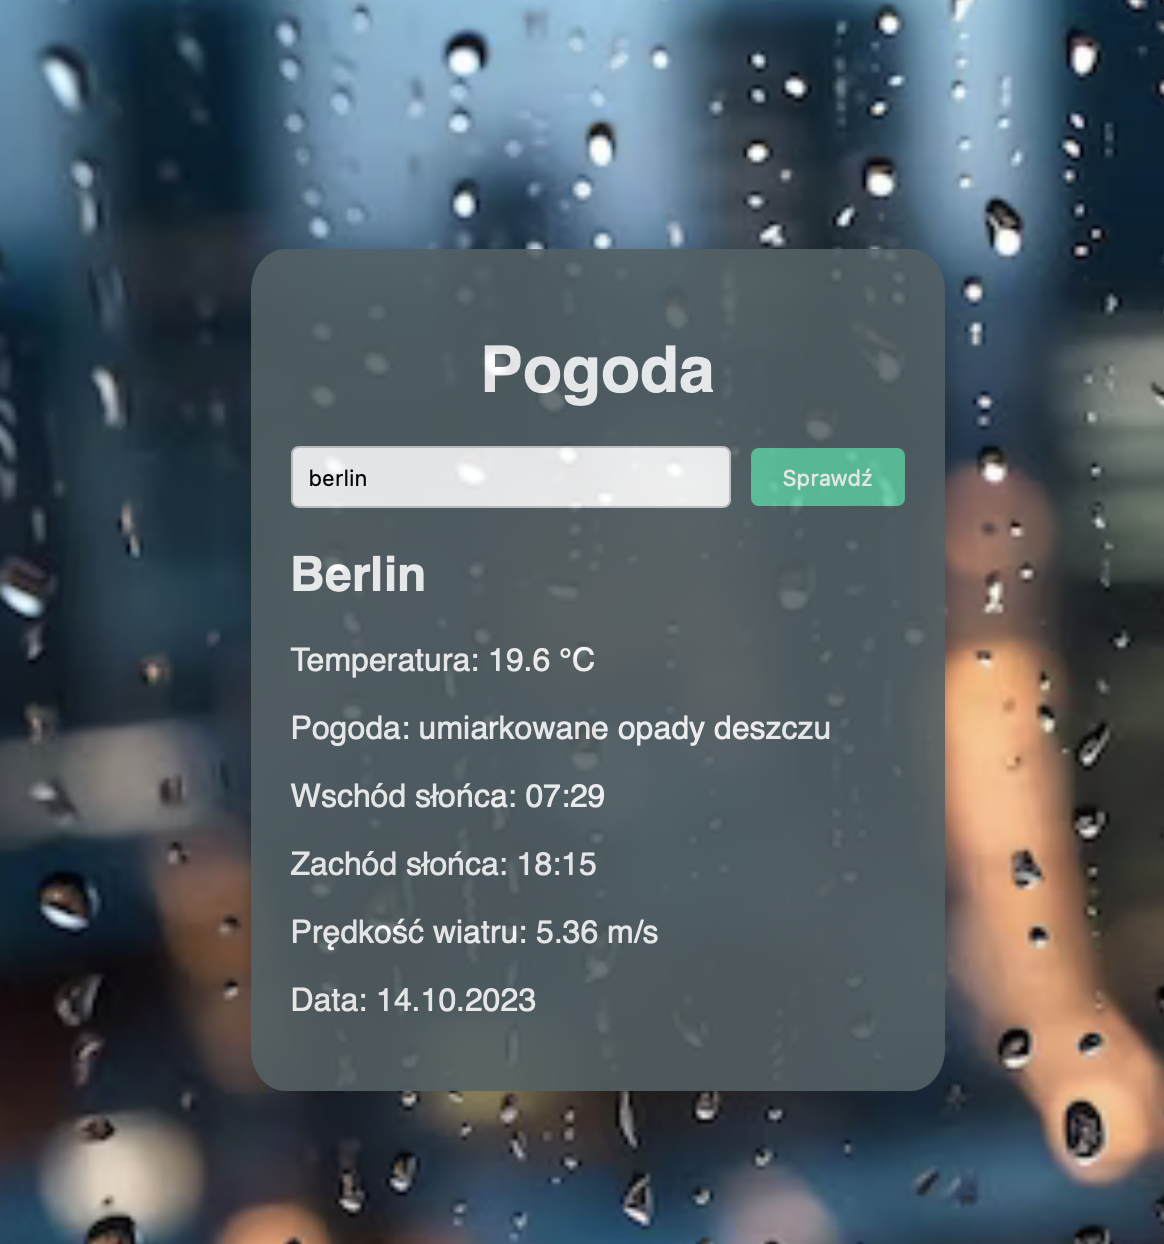 Pogoda
berlin
Sprawdź
Berlin
Temperatura: 19.6 °C
Pogoda: umiarkowane opady deszczu
Wschód słońca: 07:29
Zachód słońca: 18:15
Prędkość wiatru: 5.36 m/s
Data: 14.10.2023